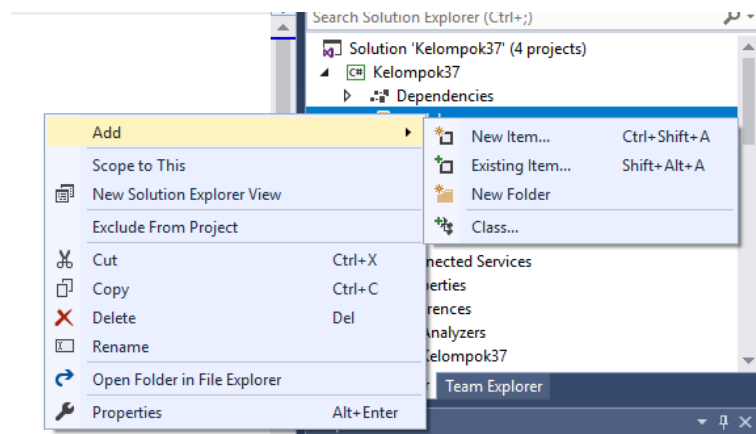 Search Solution Explorer (Ctrl+;)
Solution 'Kelompok37' (4 projects)
C# Kelompok37
Dependencies
Add
New Item... Ctrl+Shift+A
Scope to This
Existing Item... Shift+Alt+A
New Solution Explorer View
New Folder
Exclude From Project
Class...
Cut Ctrl+X
nected Services
Copy Ctrl+C
erties
Delete Del
rences
Analyzers
Rename
Kelompok37
Open Folder in File Explorer
Team Explorer
Properties Alt+Enter